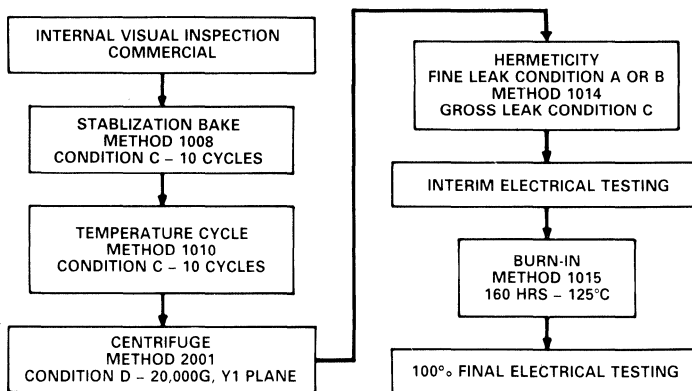 INTERNAL VISUAL INSPECTION
COMMERCIAL
STABLIZATION BAKE
METHOD 1008
CONDITION C – 10 CYCLES
TEMPERATURE CYCLE
METHOD 1010
CONDITION C – 10 CYCLES
CENTRIFUGE
METHOD 2001
CONDITION D – 20,000G, Y1 PLANE
HERMETICITY
FINE LEAK CONDITION A OR B
METHOD 1014
GROSS LEAK CONDITION C
INTERIM ELECTRICAL TESTING
BURN-IN
METHOD 1015
160 HRS – 125°C
100% FINAL ELECTRICAL TESTING